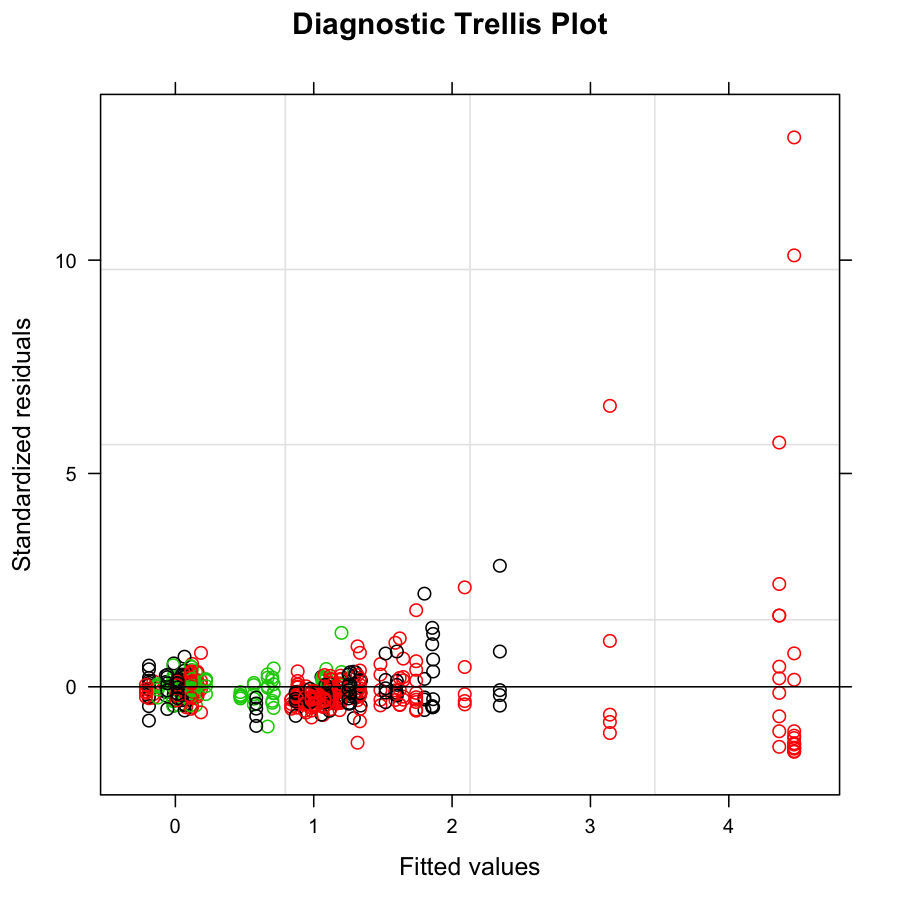 Diagnostic Trellis Plot
10
5
0
Standardized residuals
0 1 2 3 4
Fitted values